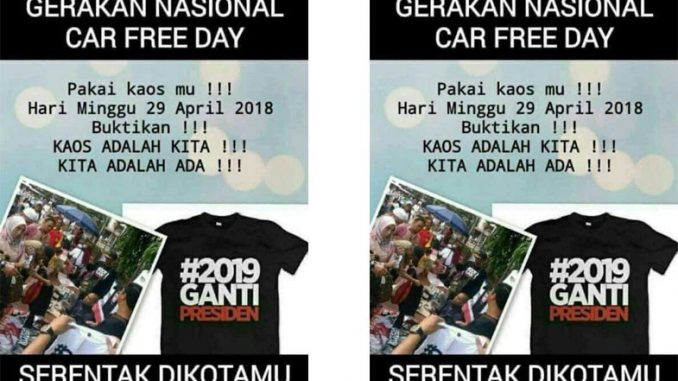 GERAKAN NASIONAL
CAR FREE DAY
Pakai kaos mu !!!
Hari Minggu 29 April 2018
Buktikan !!!
KAOS ADALAH KITA !!!
KITA ADALAH ADA !!!
#2019
GANTI
PRESIDEN
SERENTAK DIKOTAMU
GERAKAN NASIONAL
CAR FREE DAY
Pakai kaos mu !!!
Hari Minggu 29 April 2018
Buktikan !!!
KAOS ADALAH KITA !!!
KITA ADALAH ADA !!!
#2019
GANTI
PRESIDEN
SERENTAK DIKOTAMU